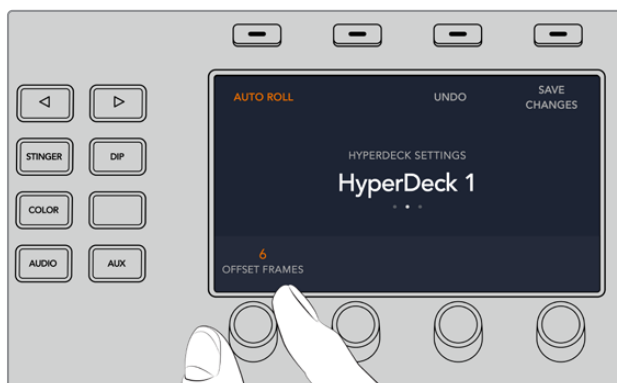 AUTO ROLL
UNDO
SAVE
CHANGES
HYPERDECK SETTINGS
HyperDeck 1
6
OFFSET FRAMES
STINGER
DIP
COLOR
AUDIO
AUX